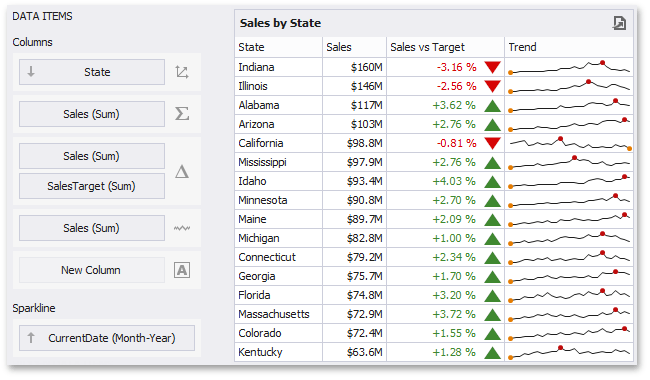 DATA ITEMS
Columns
State
Sales (Sum)
Sales (Sum)
SalesTarget (Sum)
Sales (Sum)
New Column
A
Sparkline
CurrentDate (Month-Year)
Sales by State
State Sales Sales vs Target Trend
Indiana $160M -3.16 %
Illinois $146M -2.56 %
Alabama $117M +3.62 %
Arizona $103M +2.76 %
California $98.8M -0.81 %
Mississippi $97.9M +2.76 %
Idaho $93.4M +4.03 %
Minnesota $90.8M +2.70 %
Maine $89.7M +2.09 %
Michigan $82.8M +1.00 %
Connecticut $79.2M +2.34 %
Georgia $75.7M +1.70 %
Florida $74.8M +3.20 %
Massachusetts $72.9M +3.72 %
Colorado $72.4M +1.55 %
Kentucky $63.6M +1.28 %